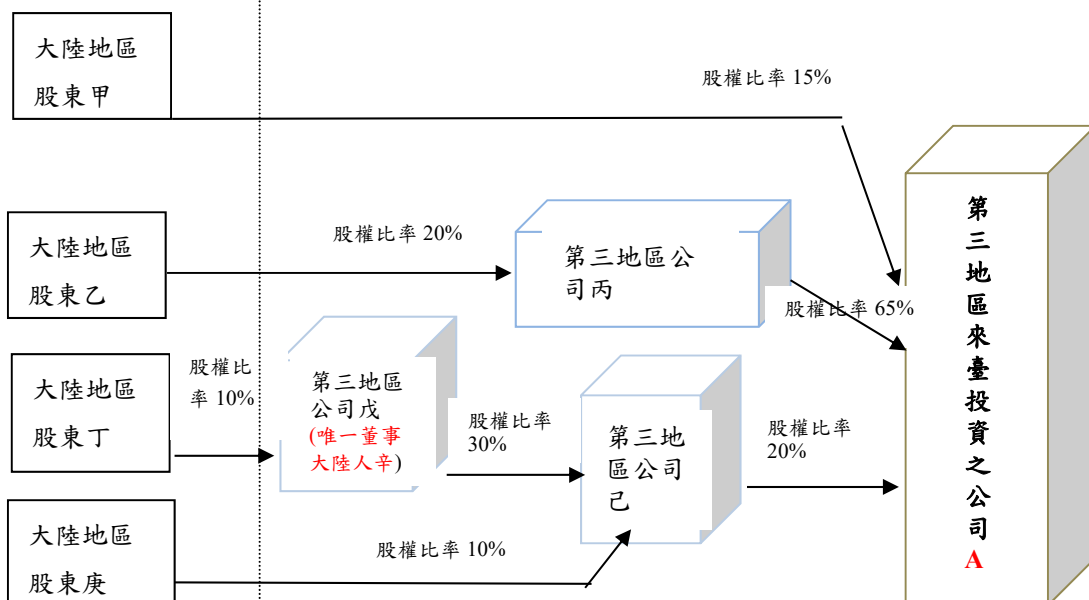 大陸地區
股東甲
股權比率 15%
大陸地區
股東乙
股權比率 20%
第三地區公
司丙
股權比率 65%
大陸地區
股東丁
股權比
率 10%
第三地區
公司戊
(唯一董事
大陸人辛)
股權比率
30%
第三地
區公司
己
股權比率
20%
大陸地區
股東庚
股權比率 10%
第三地區來臺投資之公司
A